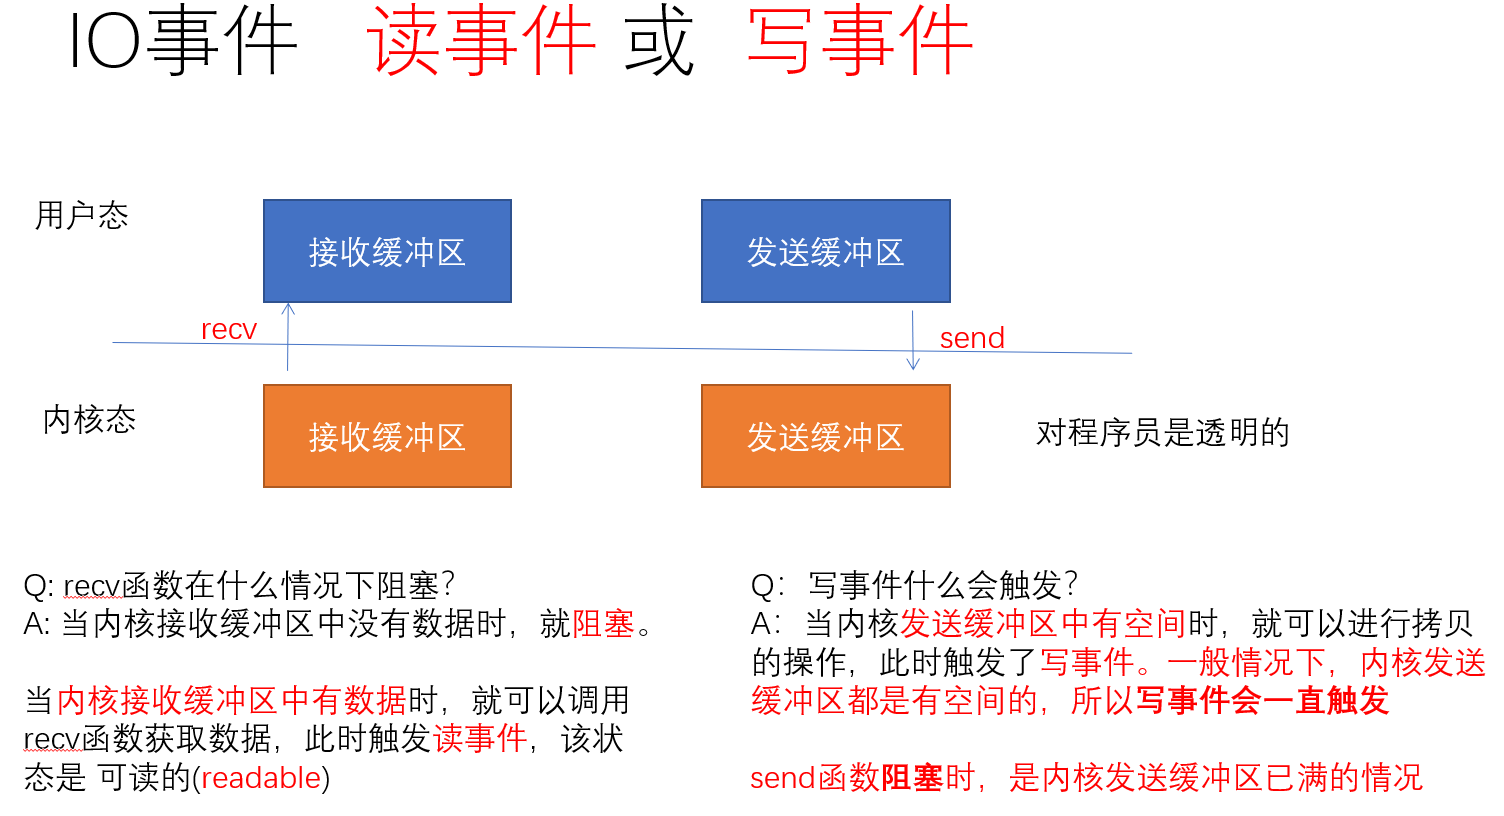 IO事件 读事件 或 写事件
用户态
接收缓冲区
发送缓冲区
recv
send
内核态
接收缓冲区
发送缓冲区
对程序员是透明的
Q: recv函数在什么情况下阻塞？
A: 当内核接收缓冲区中没有数据时，就阻塞。
当内核接收缓冲区中有数据时，就可以调用
recv函数获取数据，此时触发读事件，该状
态是 可读的(readable)
Q：写事件什么会触发？
A：当内核发送缓冲区中有空间时，就可以进行拷贝
的操作，此时触发了写事件。一般情况下，内核发送
缓冲区都是有空间的，所以写事件会一直触发
send函数阻塞时，是内核发送缓冲区已满的情况